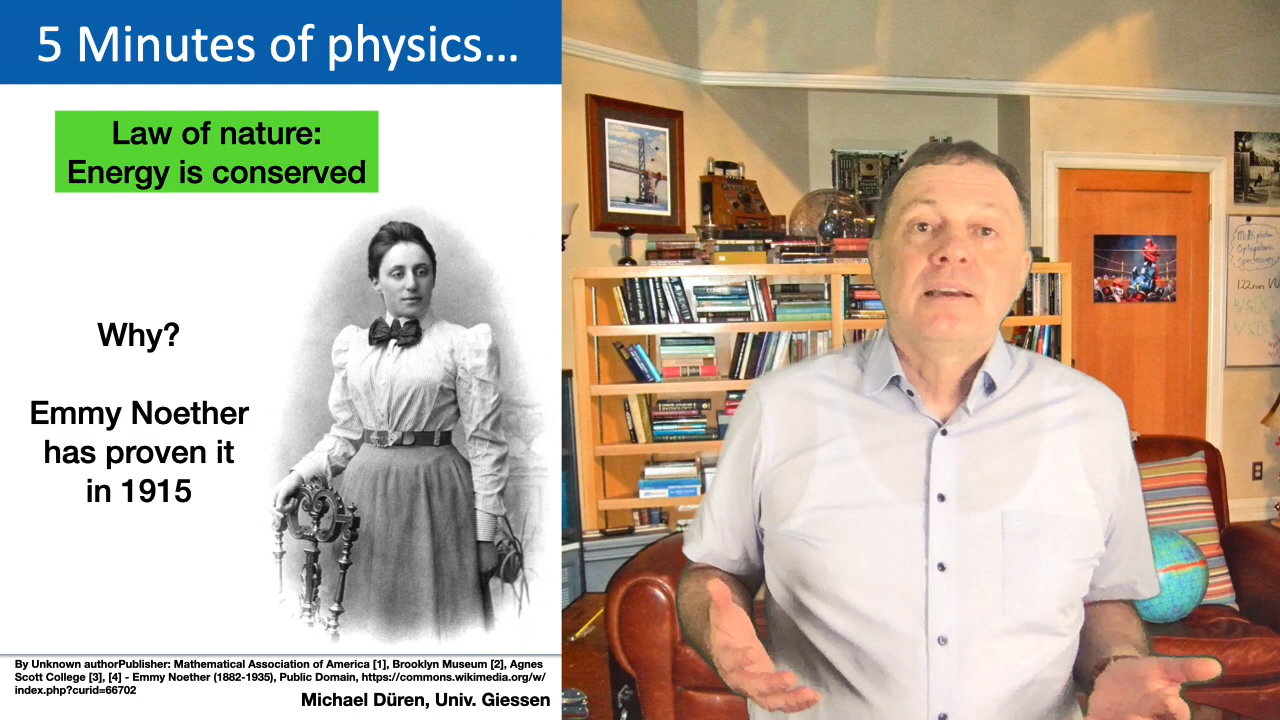 5 Minutes of physics...
Law of nature:
Energy is conserved
Why?
Emmy Noether
has proven it
in 1915
By Unknown authorPublisher: Mathematical Association of America [1], Brooklyn Museum [2], Agnes
Scott College [3], [4] - Emmy Noether (1882-1935), Public Domain, https://commons.wikimedia.org/w/
index.php?curid=66702
Michael Düren, Univ. Giessen
122nm